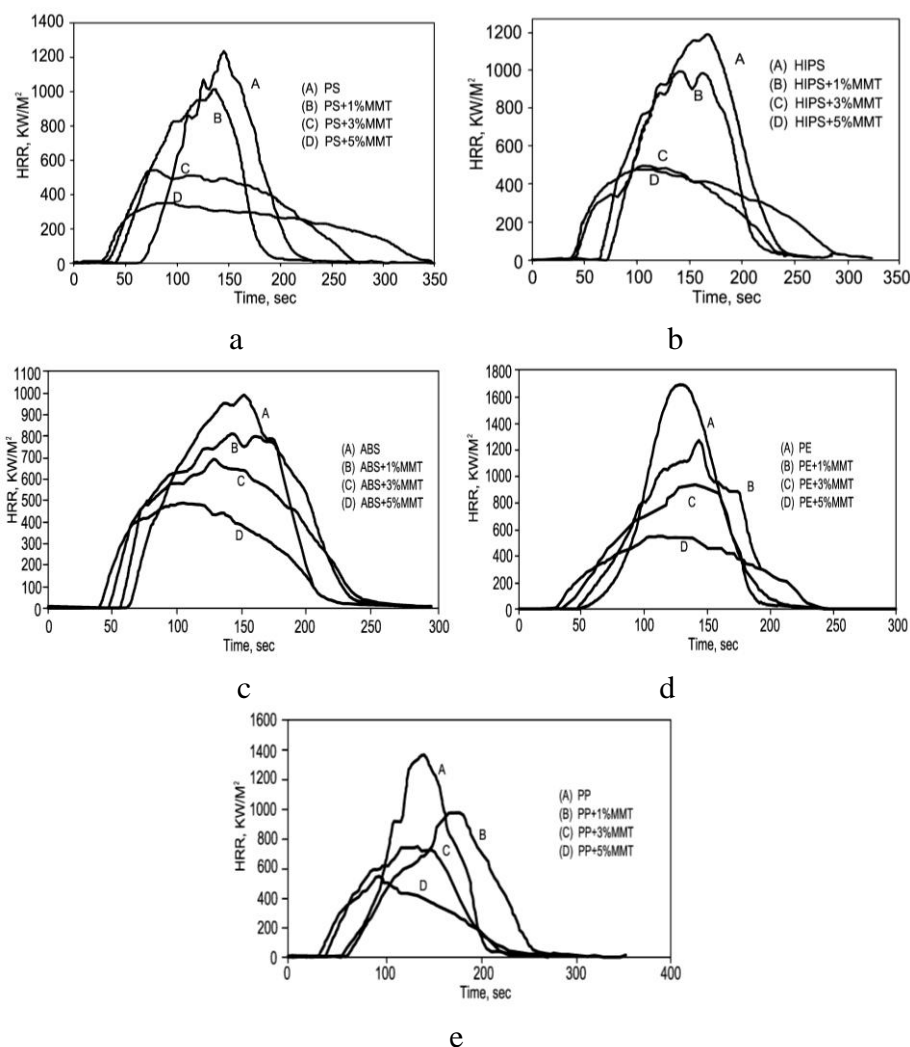 1400
1200
1000
800
600
400
200
0
HRR, KW/M²
0 50 100 150 200 250 300 350
Time, sec
A
B
C
D
(A) PS
(B) PS+1%MMT
(C) PS+3%MMT
(D) PS+5%MMT
a
1200
1000
800
600
400
200
0
HRR, KW/M²
0 50 100 150 200 250 300 350
Time, sec
A
B
C
D
(A) HIPS
(B) HIPS+1%MMT
(C) HIPS+3%MMT
(D) HIPS+5%MMT
b
1100
1000
900
800
700
600
500
400
300
200
100
0
HRR, KW/M²
0 50 100 150 200 250 300
Time, sec
A
B
C
D
(A) ABS
(B) ABS+1%MMT
(C) ABS+3%MMT
(D) ABS+5%MMT
c
1800
1600
1400
1200
1000
800
600
400
200
0
HRR, KW/M²
0 50 100 150 200 250 300
Time, sec
A
B
C
D
(A) PE
(B) PE+1%MMT
(C) PE+3%MMT
(D) PE+5%MMT
d
1600
1400
1200
1000
800
600
400
200
0
HRR, KW/M²
0 100 200 300 400
Time, sec
A
B
C
D
(A) PP
(B) PP+1%MMT
(C) PP+3%MMT
(D) PP+5%MMT
e